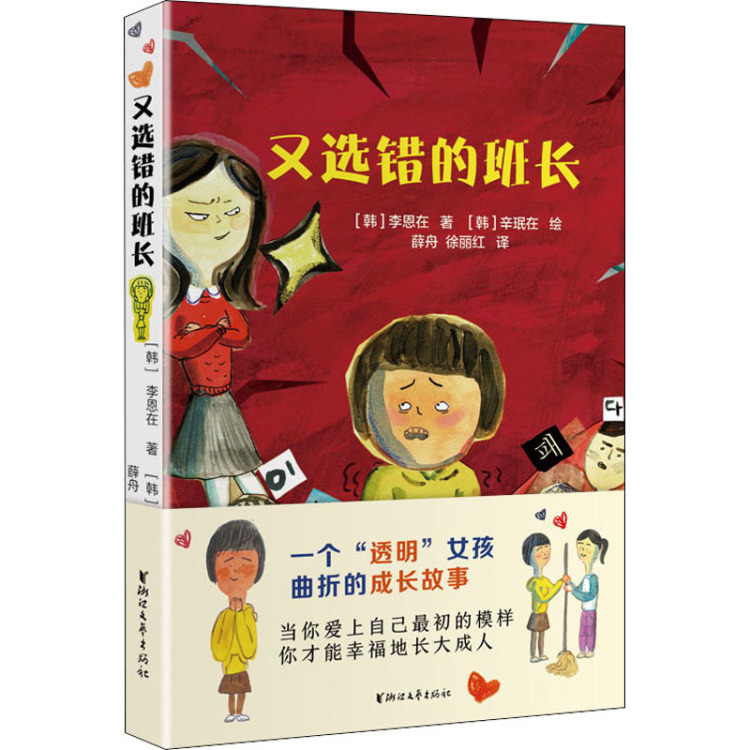 又选错的班长
[韩] 李恩在 著 [韩]
薛舟
浙江文艺出版社
又选错的班长
[韩]李恩在 著 [韩]辛珉在 绘
薛舟 徐丽红 译
다
패
이
一个“透明”女孩
曲折的成长故事
当你爱上自己最初的模样
你才能幸福地长大成人
浙江文艺出版社